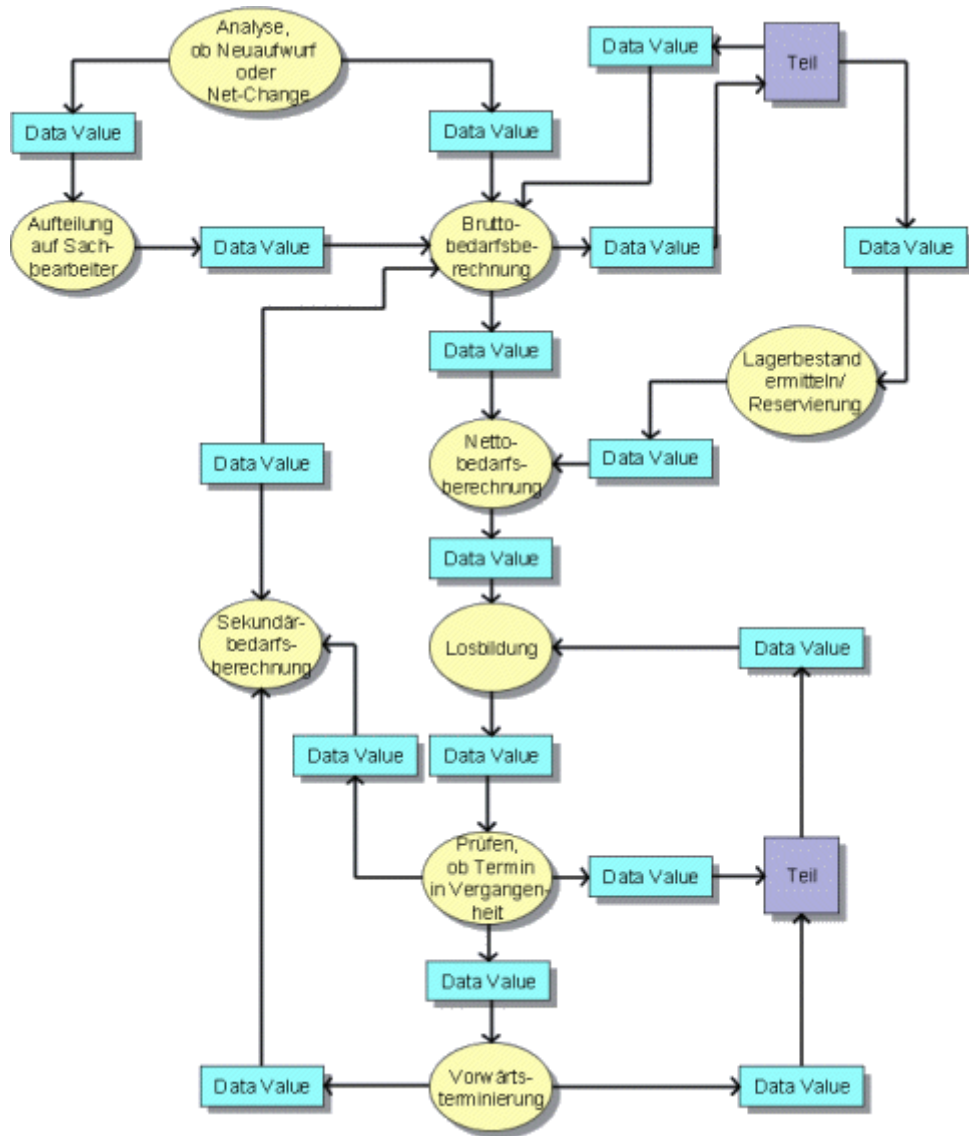 Analyse,
ob Neuaufwurf
oder
Net-Change
Data Value
Teil
Data Value
Data Value
Aufteilung
auf Sach-
bearbeiter
Data Value
Brutto-
bedarfsbe-
rechnung
Data Value
Data Value
Data Value
Lagerbestand
ermitteln/
Reservierung
Data Value
Netto-
bedarfs-
berechnung
Data Value
Data Value
Sekundär-
bedarfs-
berechnung
Losbildung
Data Value
Data Value
Data Value
Prüfen,
ob Termin
in Vergangen-
heit
Data Value
Teil
Data Value
Data Value
Vorwärts-
terminierung
Data Value